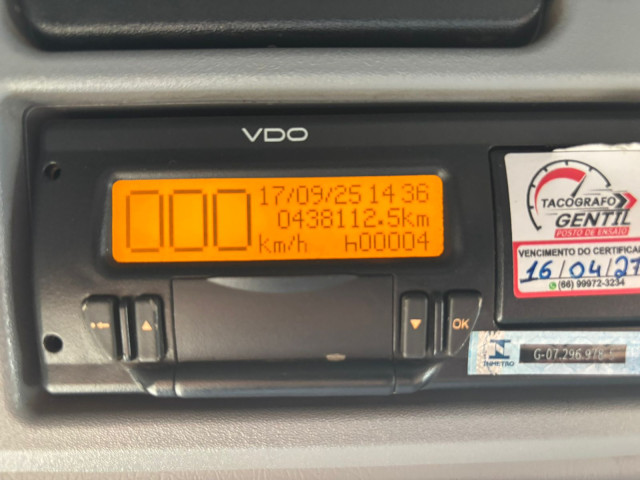 VDO
000 17/09/25 14 36
0438112.5km
km/h h00004
TACOGRAFO
GENTIL
POSTO DE ENSAIO
VENCIMENTO DO CERTIFICA
16/04/27
(66) 99972-3234
OK
INMETRO
G-07.296.978